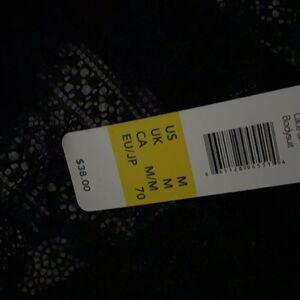 US M
UK M
CA M/M
EU/JP 70
$38.00
Bodysuit